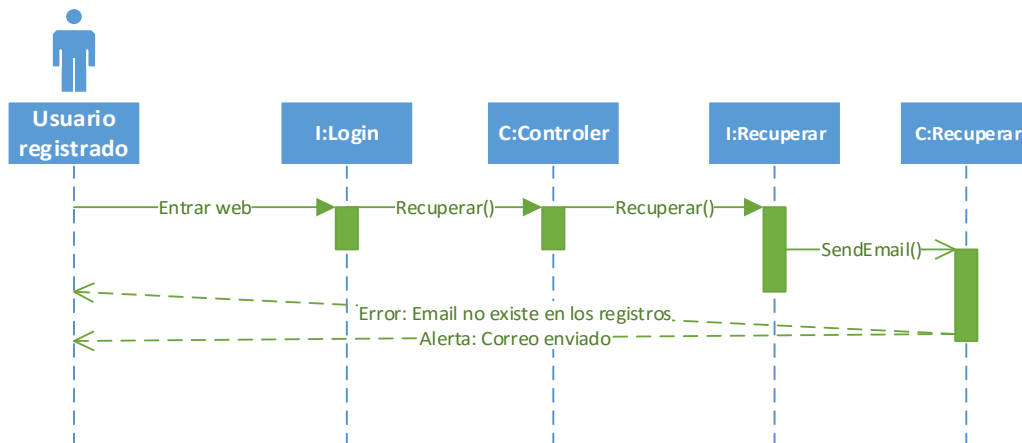 Usuario
registrado
I:Login
C:Controler
I:Recuperar
C:Recuperar
Entrar web
Recuperar()
Recuperar()
SendEmail()
Error: Email no existe en los registros
Alerta: Correo enviado